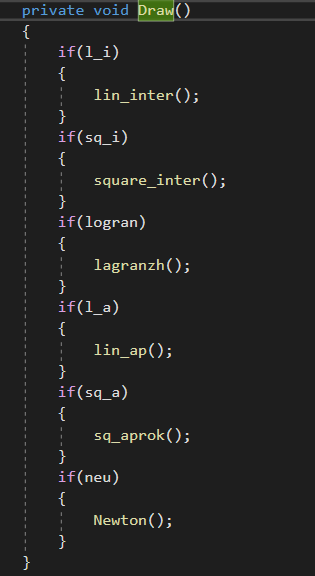 private void Draw()
{
if(l_i)
{
lin_inter();
}
if(sq_i)
{
square_inter();
}
if(logran)
{
lagranzh();
}
if(l_a)
{
lin_ap();
}
if(sq_a)
{
sq_aprok();
}
if(neu)
{
Newton();
}
}